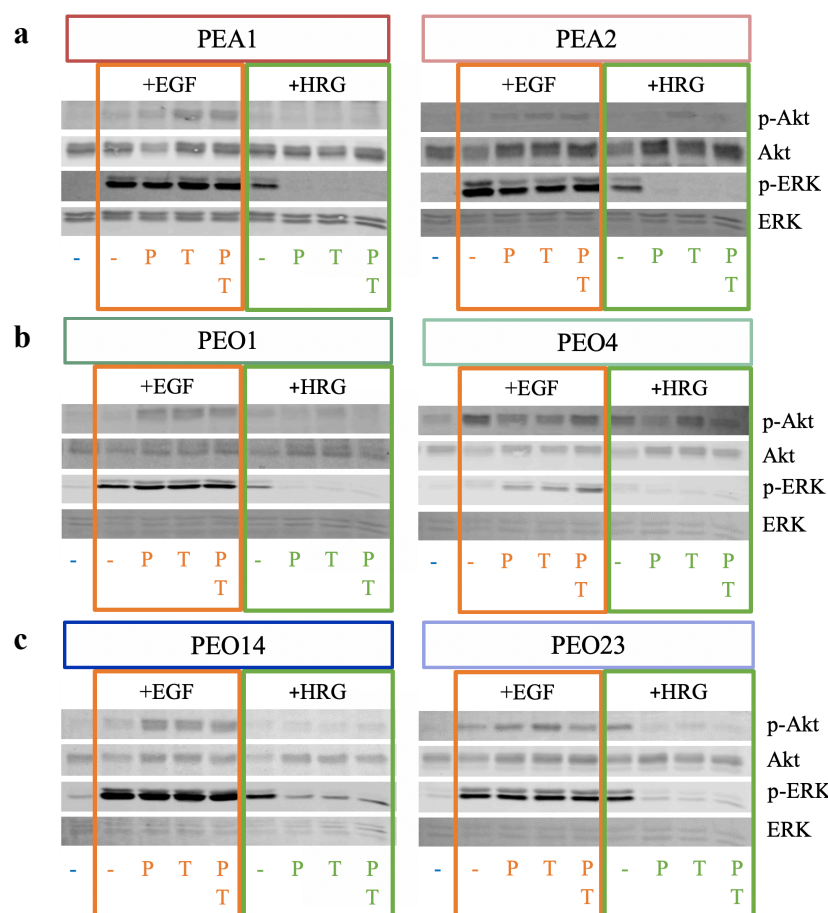 a
PEA1
PEA2
+EGF
+HRG
+EGF
+HRG
p-Akt
Akt
p-ERK
ERK
- - P T P - P T P
T T
- - P T P - P T P
T T
b
PEO1
PEO4
+EGF
+HRG
+EGF
+HRG
p-Akt
Akt
p-ERK
ERK
- - P T P - P T P
T T
- - P T P - P T P
T T
c
PEO14
PEO23
+EGF
+HRG
+EGF
+HRG
p-Akt
Akt
p-ERK
ERK
- - P T P - P T P
T T
- - P T P - P T P
T T